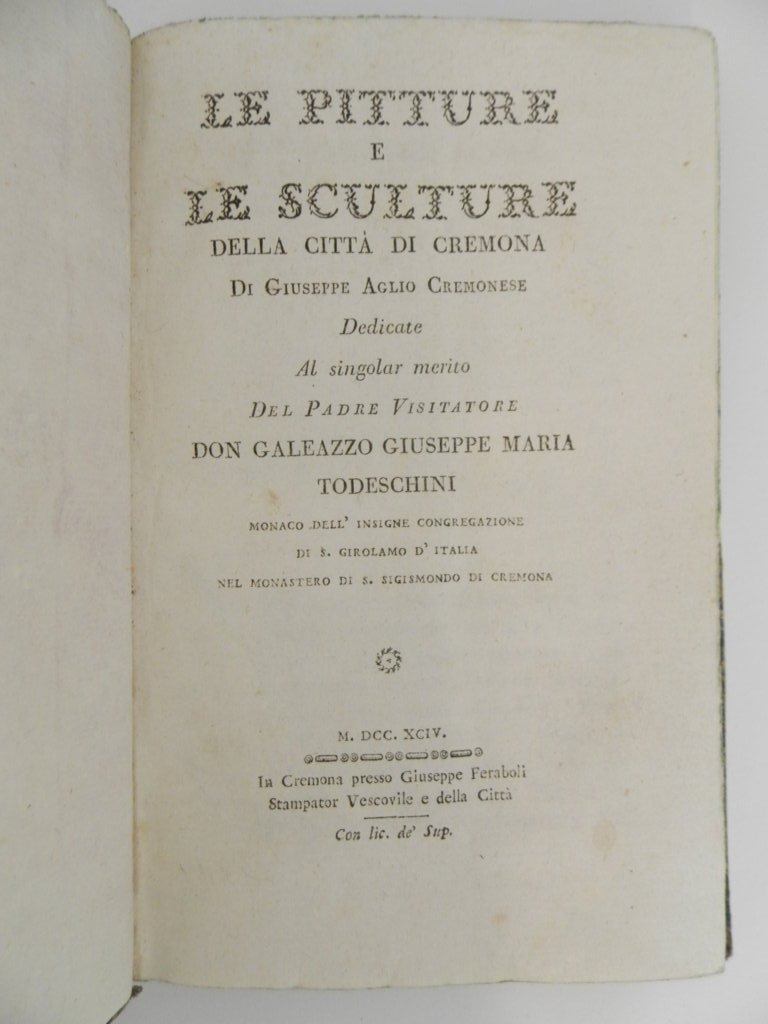 LE PITTURE
E
LE SCULTURE
DELLA CITTÀ DI CREMONA
DI GIUSEPPE AGLIO CREMONESE
Dedicate
Al singolar merito
DEL PADRE VISITATORE
DON GALEAZZO GIUSEPPE MARIA
TODESCHINI
MONACO DELL' INSIGNE CONGREGAZIONE
DI S. GIROLAMO D' ITALIA
NEL MONASTERO DI S. SIGISMONDO DI CREMONA
M. DCC. XCIV.
In Cremona presso Giuseppe Feraboli
Stampator Vescovile e della Città
Con lic. de' Sup.